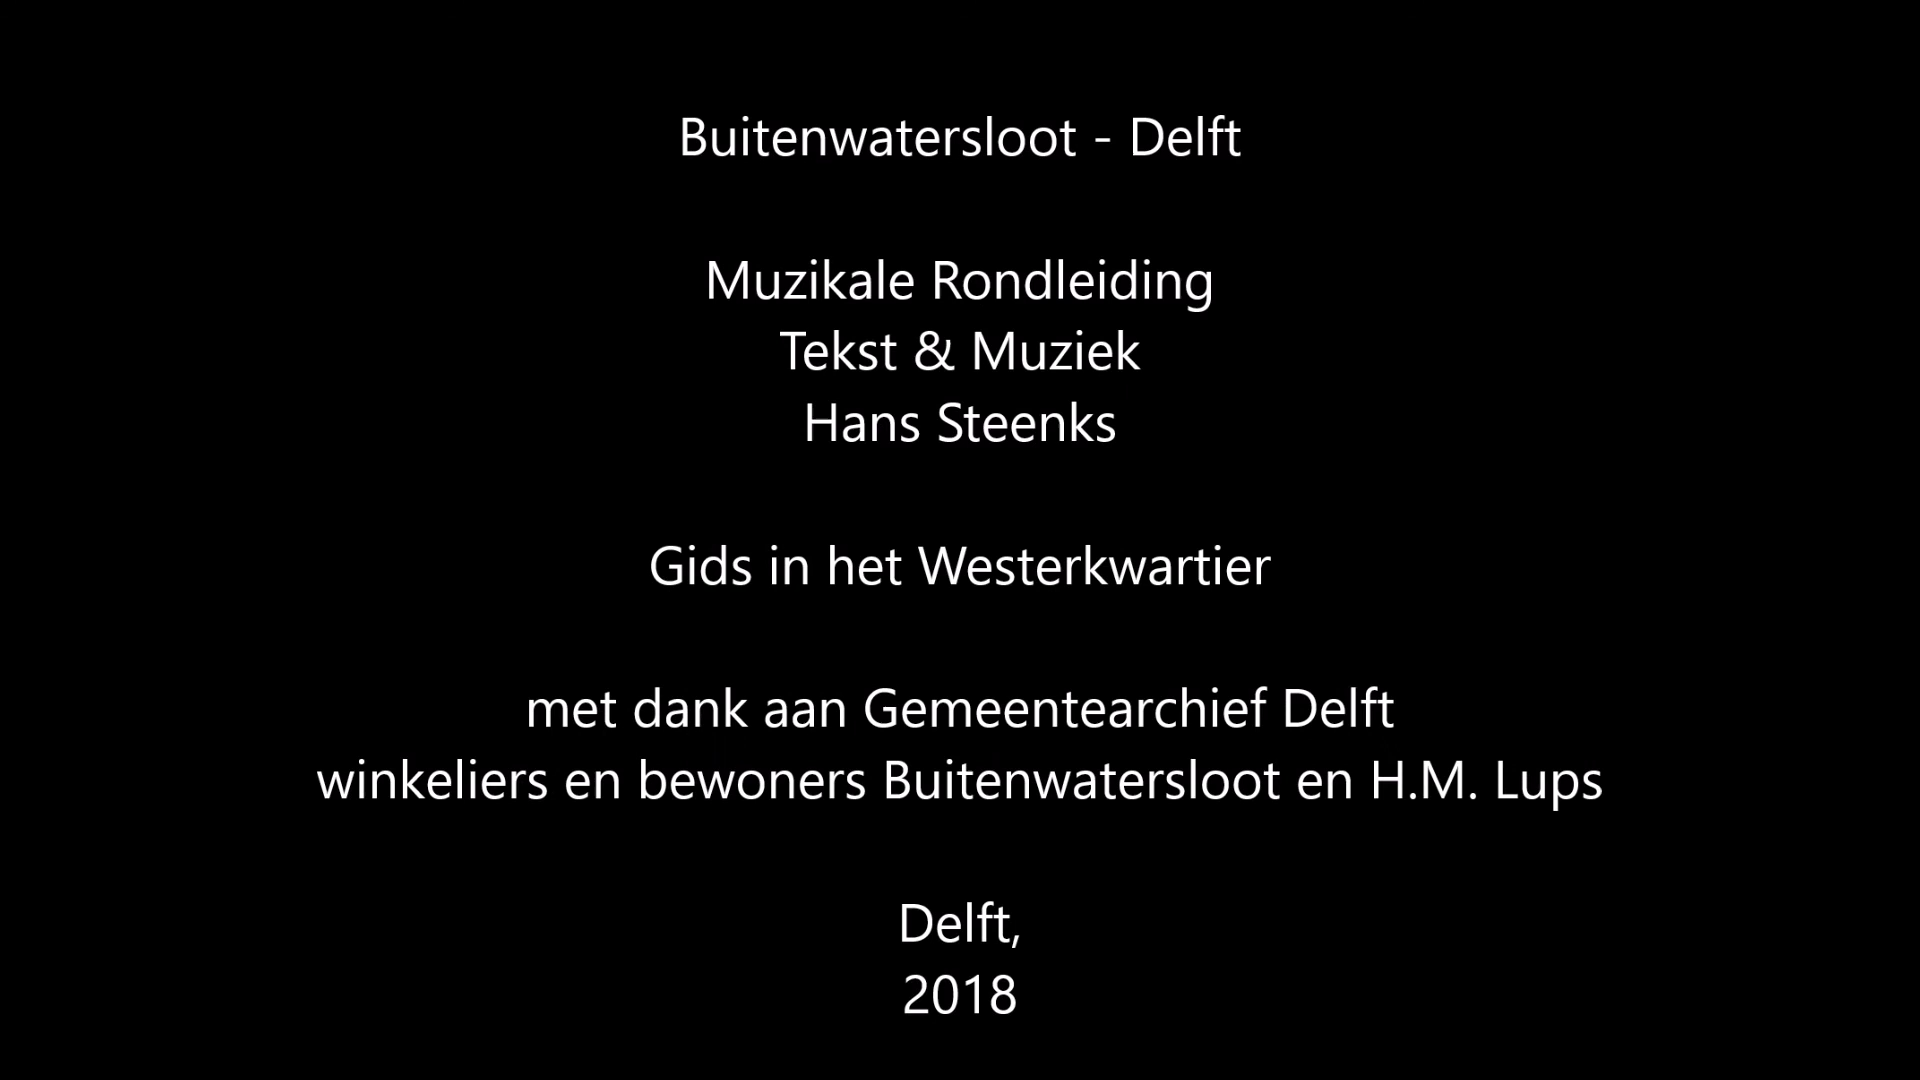 Buitenwatersloot - Delft
Muzikale Rondleiding
Tekst & Muziek
Hans Steenks
Gids in het Westerkwartier
met dank aan Gemeentearchief Delft
winkeliers en bewoners Buitenwatersloot en H.M. Lups
Delft,
2018